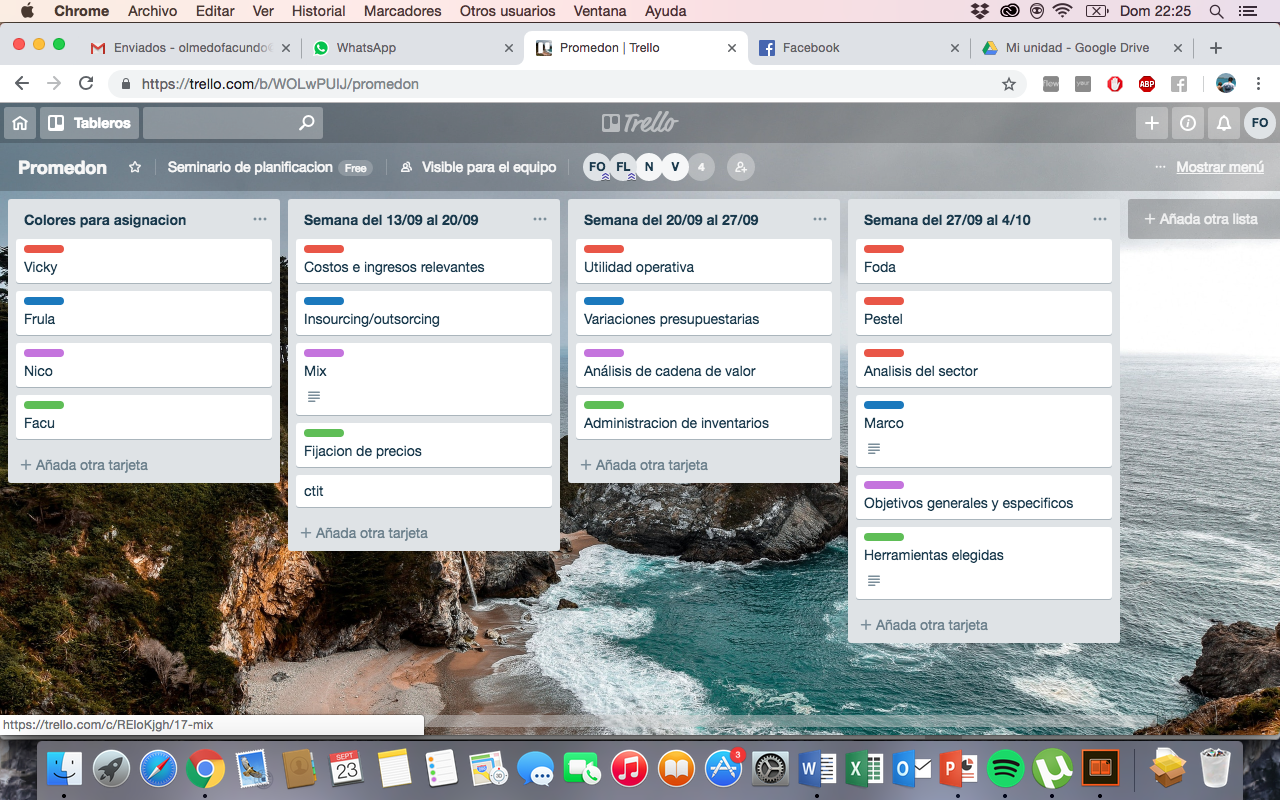 Chrome Archivo Editar Ver Historial Marcadores Otros usuarios Ventana Ayuda Dom 22:25
Enviados - olmedofacundo@ WhatsApp Promedon | Trello Facebook Mi unidad - Google Drive
https://trello.com/b/WOLwPUIJ/promedon
ABP
Tableros Trello FO
Promedon Seminario de planificacion Free Visible para el equipo FO FL N V 4 ... Mostrar menú
Colores para asignacion
Vicky
Frula
Nico
Facu
+ Añada otra tarjeta
Semana del 13/09 al 20/09
Costos e ingresos relevantes
Insourcing/outsorcing
Mix
Fijacion de precios
ctit
+ Añada otra tarjeta
Semana del 20/09 al 27/09
Utilidad operativa
Variaciones presupuestarias
Análisis de cadena de valor
Administracion de inventarios
+ Añada otra tarjeta
Semana del 27/09 al 4/10
Foda
Pestel
Analisis del sector
Marco
Objetivos generales y especificos
Herramientas elegidas
+ Añada otra tarjeta
+ Añada otra lista
https://trello.com/c/REIoKjgh/17-mix
SEPT
23
3